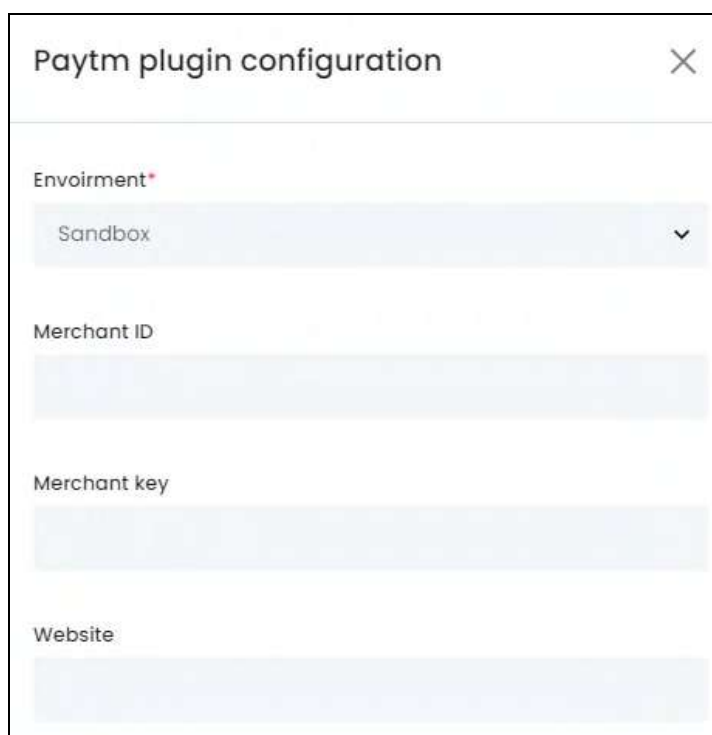 Paytm plugin configuration
Envoirment*
Sandbox
Merchant ID
Merchant key
Website